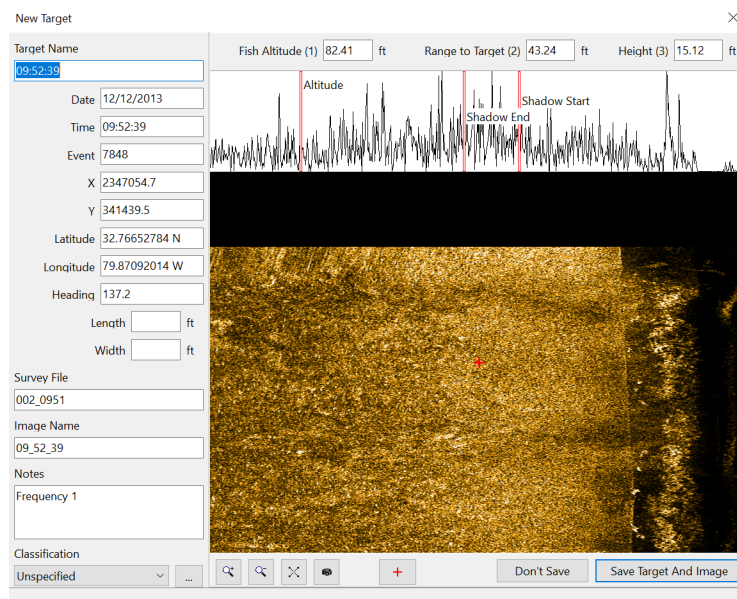 New Target
Target Name
09:52:39
Date 12/12/2013
Time 09:52:39
Event 7848
X 2347054.7
Y 341439.5
Latitude 32.76652784 N
Longitude 79.87092014 W
Heading 137.2
Length ft
Width ft
Survey File
002_0951
Image Name
09_52_39
Notes
Frequency 1
Classification
Unspecified ...
Fish Altitude (1) 82.41 ft Range to Target (2) 43.24 ft Height (3) 15.12 ft
Altitude
Shadow Start
Shadow End
Don't Save Save Target And Image